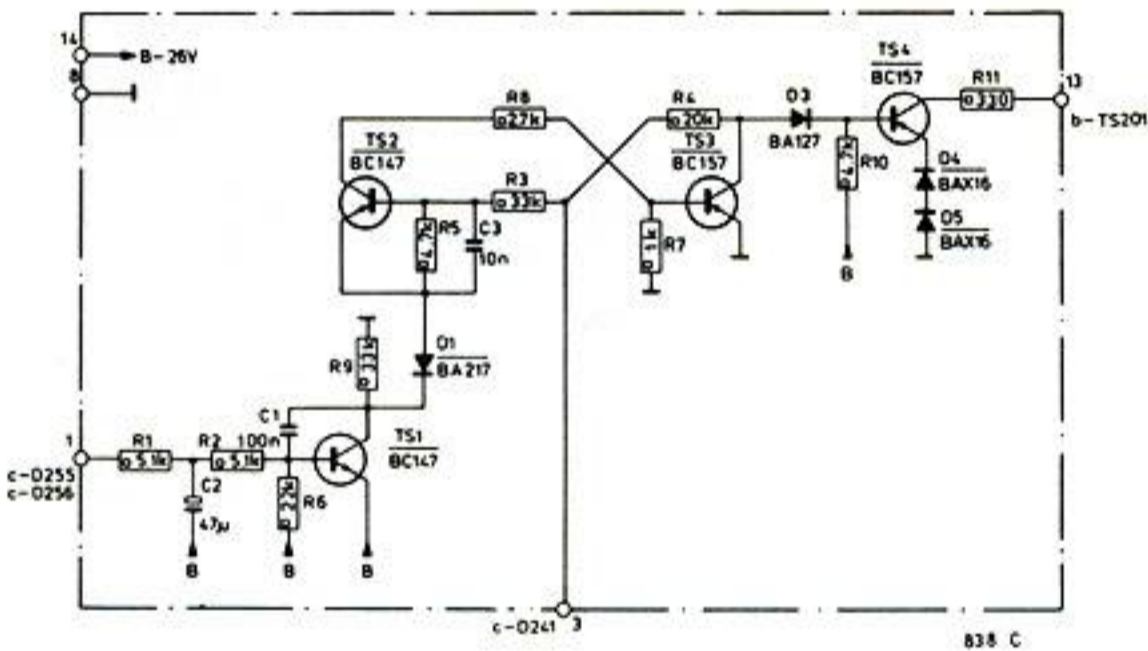 14
B-26V
8
R8
27k
R4
20k
D3
BA127
TS4
BC157
R11
330
13
b-TS201
TS2
BC147
R3
33k
TS3
BC157
R10
4.7k
D4
BAX16
D5
BAX16
R5
4.7k
C3
10n
R7
1k
B
R9
33k
D1
BA217
C1
100n
TS1
BC147
1
R1
5.1k
R2
5.1k
c-D255
c-D256
C2
47µ
R6
22k
B
B
B
c-D241
3
838 C